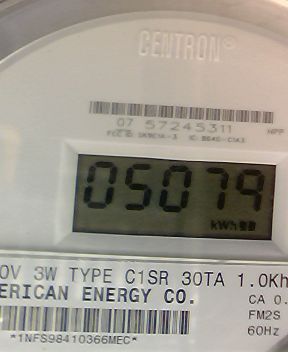 CENTRON®
07 57245311
05079
kWh
0V 3W TYPE C1SR 30TA 1.0Kh
ERICAN ENERGY CO.
CA 0.
FM2S
60Hz
*1NFS98410366MEC*